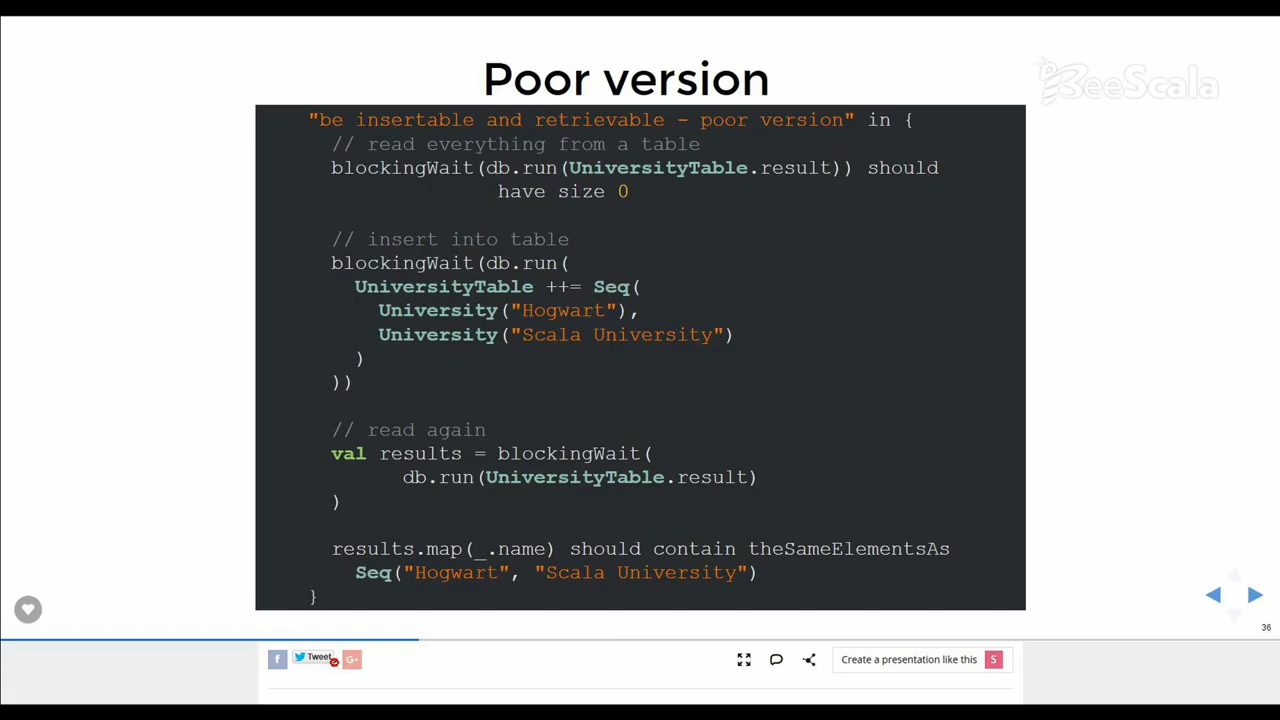 Poor version
BeeScala
"be insertable and retrievable - poor version" in {
// read everything from a table
blockingWait(db.run(UniversityTable.result)) should
have size 0
// insert into table
blockingWait(db.run(
UniversityTable ++= Seq(
University("Hogwart"),
University("Scala University")
)
))
// read again
val results = blockingWait(
db.run(UniversityTable.result)
)
results.map(_.name) should contain theSameElementsAs
Seq("Hogwart", "Scala University")
}
36
f
Tweet
G+
Create a presentation like this
S